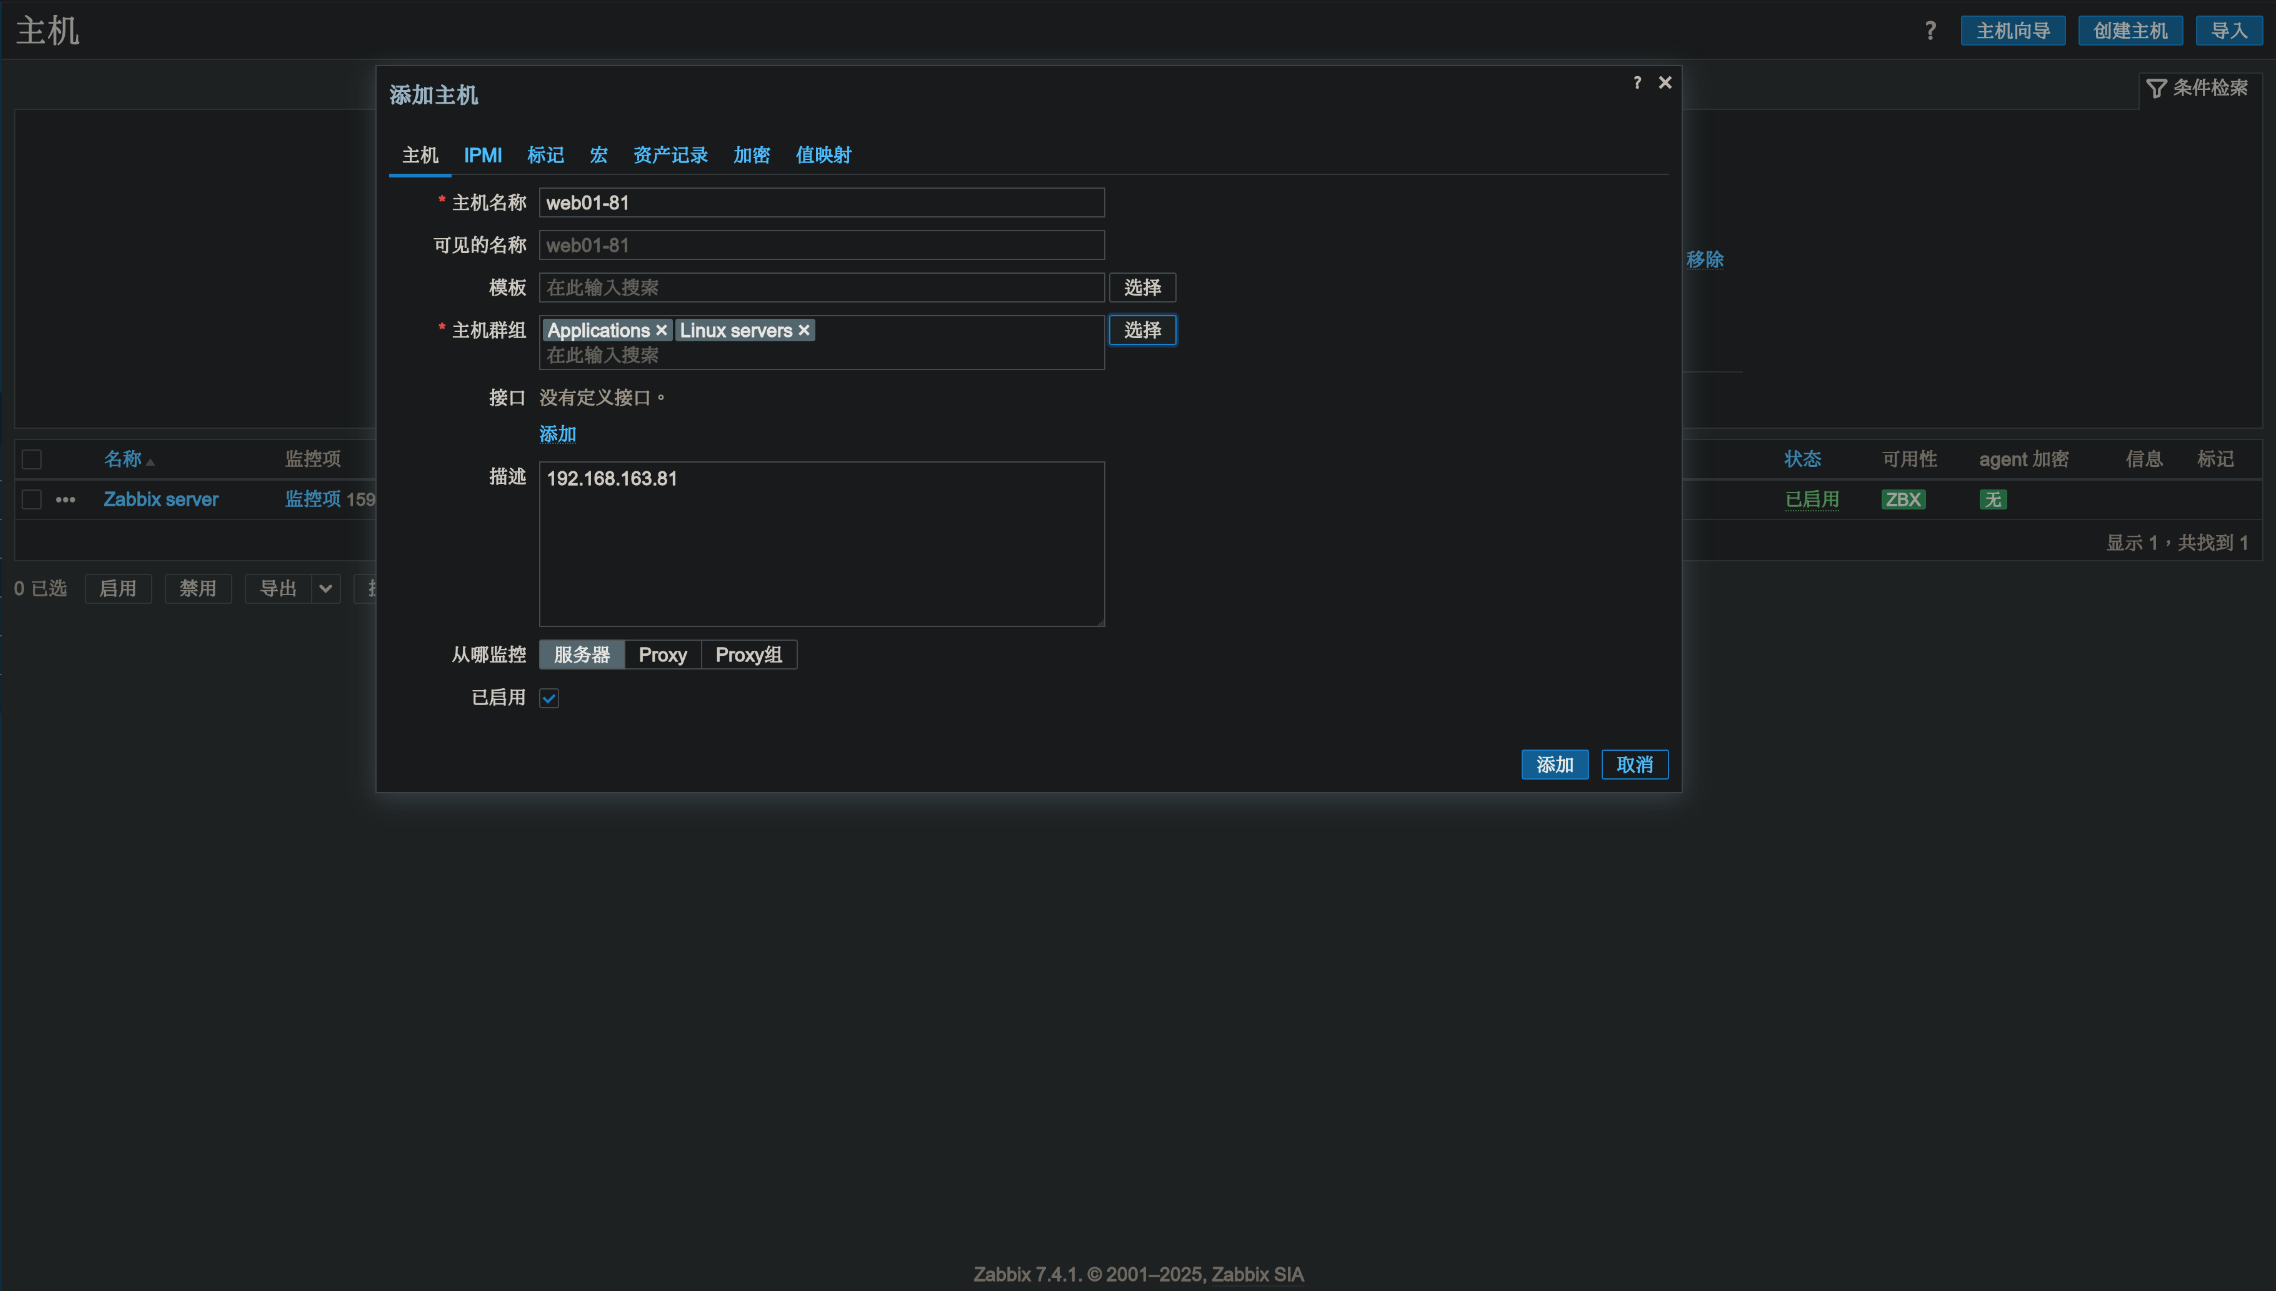 主机
? 主机向导 创建主机 导入
条件检索
添加主机
?
主机 IPMI 标记 宏 资产记录 加密 值映射
* 主机名称 web01-81
可见的名称 web01-81
移除
模板 在此输入搜索 选择
* 主机群组 Applications Linux servers 选择
在此输入搜索
接口 没有定义接口。
添加
名称 监控项 状态 可用性 agent 加密 信息 标记
描述 192.168.163.81
Zabbix server 监控项 159 已启用 ZBX 无
显示 1，共找到 1
0 已选 启用 禁用 导出
从哪监控 服务器 Proxy Proxy组
已启用
添加 取消
Zabbix 7.4.1. © 2001–2025, Zabbix SIA